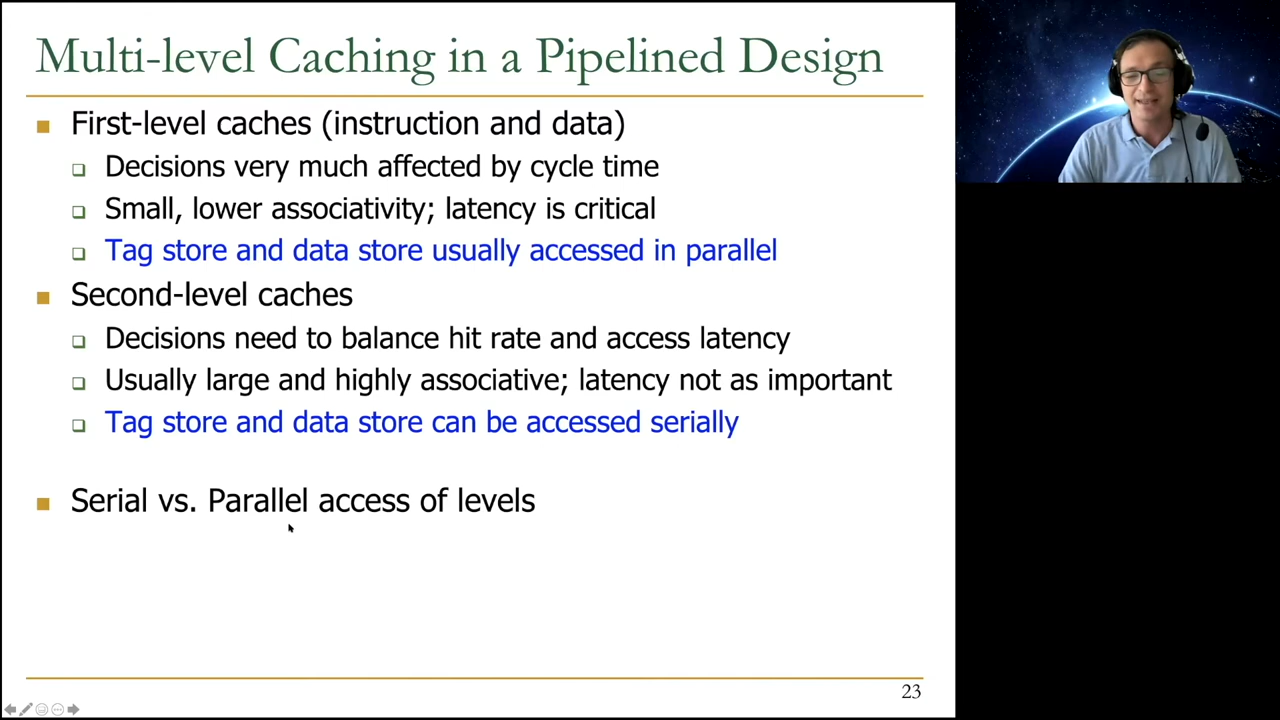 Multi-level Caching in a Pipelined Design
First-level caches (instruction and data)
Decisions very much affected by cycle time
Small, lower associativity; latency is critical
Tag store and data store usually accessed in parallel
Second-level caches
Decisions need to balance hit rate and access latency
Usually large and highly associative; latency not as important
Tag store and data store can be accessed serially
Serial vs. Parallel access of levels
23